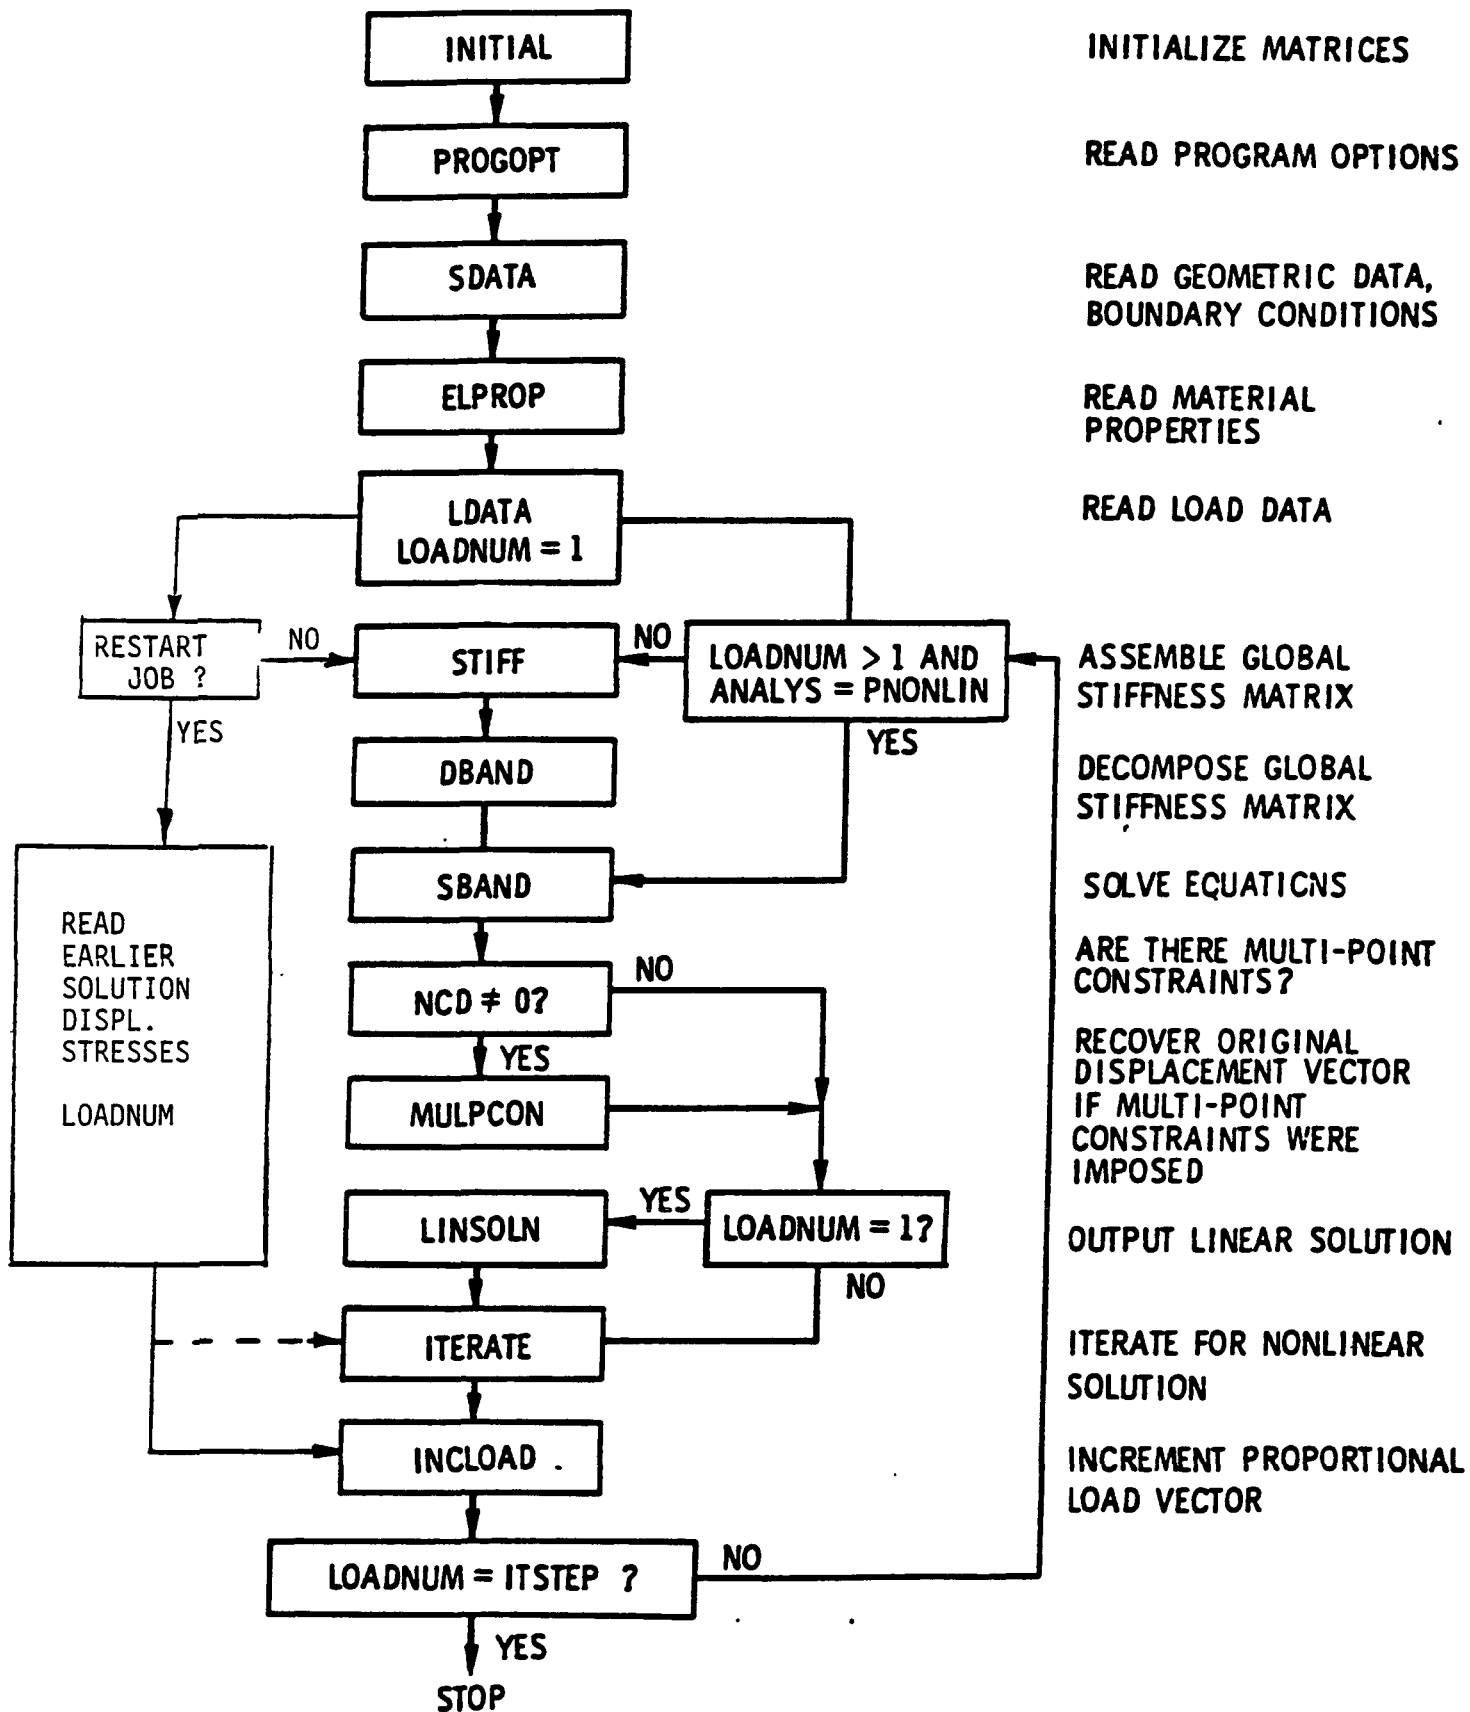 INITIAL
INITIALIZE MATRICES
PROGOPT
READ PROGRAM OPTIONS
SDATA
READ GEOMETRIC DATA,
BOUNDARY CONDITIONS
ELPROP
READ MATERIAL
PROPERTIES
LDATA
LOADNUM = 1
READ LOAD DATA
RESTART
JOB ?
NO
YES
STIFF
NO
LOADNUM > 1 AND
ANALYS = PNONLIN
YES
ASSEMBLE GLOBAL
STIFFNESS MATRIX
DBAND
DECOMPOSE GLOBAL
STIFFNESS MATRIX
SBAND
SOLVE EQUATIONS
READ
EARLIER
SOLUTION
DISPL.
STRESSES
LOADNUM
NCD ≠ 0?
NO
YES
ARE THERE MULTI-POINT
CONSTRAINTS?
MULPCON
RECOVER ORIGINAL
DISPLACEMENT VECTOR
IF MULTI-POINT
CONSTRAINTS WERE
IMPOSED
LINSOLN
YES
LOADNUM = 1?
NO
OUTPUT LINEAR SOLUTION
ITERATE
ITERATE FOR NONLINEAR
SOLUTION
INCLOAD
INCREMENT PROPORTIONAL
LOAD VECTOR
LOADNUM = ITSTEP ?
NO
YES
STOP